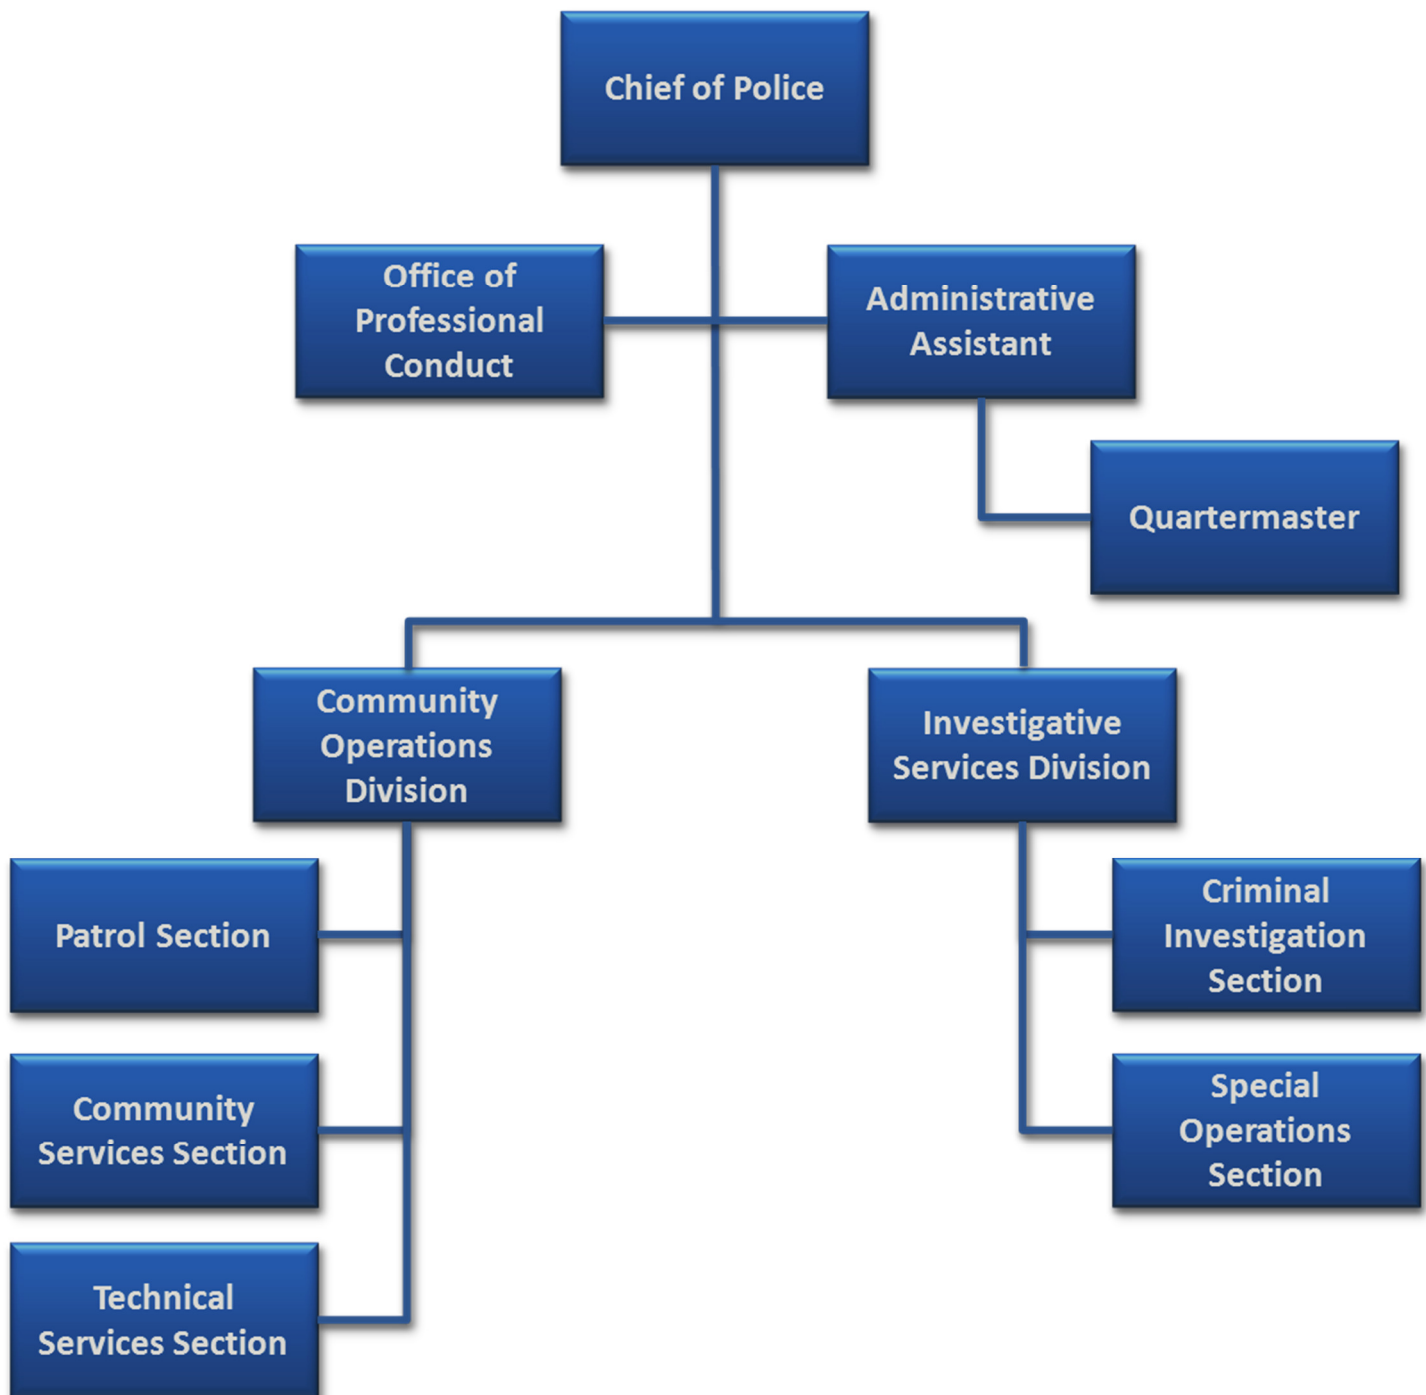 Chief of Police
Office of
Professional
Conduct
Administrative
Assistant
Quartermaster
Community
Operations
Division
Investigative
Services Division
Patrol Section
Criminal
Investigation
Section
Community
Services Section
Special
Operations
Section
Technical
Services Section